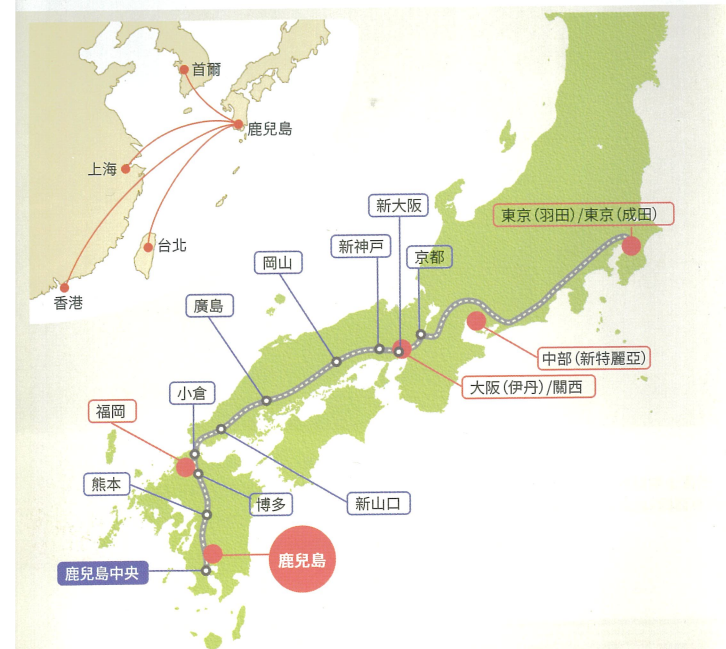 首爾
鹿兒島
上海
台北
香港
新大阪
東京(羽田)/東京(成田)
新神戸
京都
岡山
廣島
中部(新特麗亞)
大阪(伊丹)/關西
小倉
福岡
熊本
博多
新山口
鹿兒島
鹿兒島中央